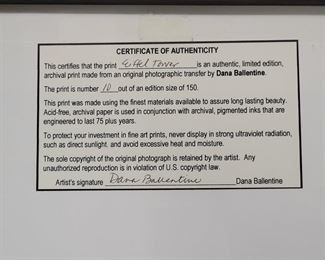 CERTIFICATE OF AUTHENTICITY
This certifies that the print Eiffel Tower is an authentic, limited edition,
archival print made from an original photographic transfer by Dana Ballentine.
The print is number 10 out of an edition size of 150.
This print was made using the finest materials available to assure long lasting beauty.
Acid-free, archival paper is used in conjunction with archival, pigmented inks that are
engineered to last 75 plus years.
To protect your investment in fine art prints, never display in strong ultraviolet radiation,
such as direct sunlight. and avoid excessive heat and moisture.
The sole copyright of the original photograph is retained by the artist. Any
unauthorized reproduction is in violation of U.S. copyright law.
Artist's signature Dana Ballentine Dana Ballentine